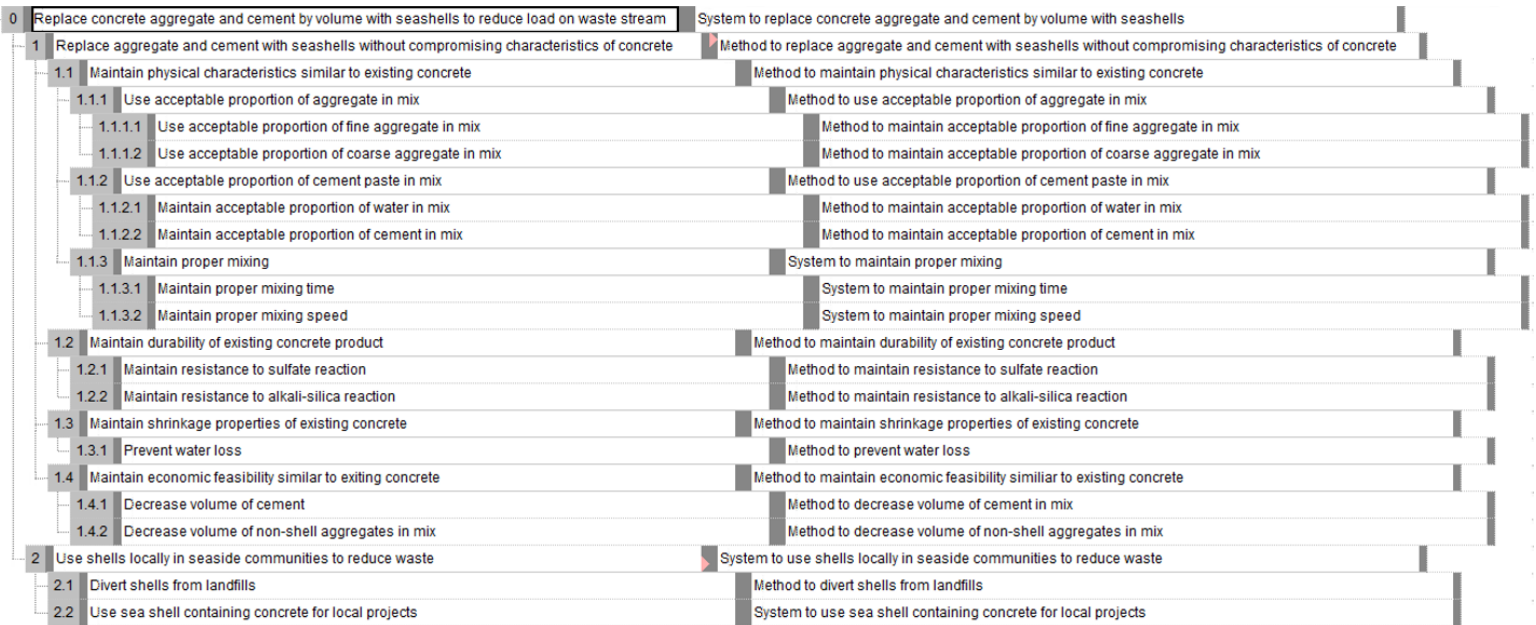 0 Replace concrete aggregate and cement by volume with seashells to reduce load on waste stream System to replace concrete aggregate and cement by volume with seashells
1 Replace aggregate and cement with seashells without compromising characteristics of concrete Method to replace aggregate and cement with seashells without compromising characteristics of concrete
1.1 Maintain physical characteristics similar to existing concrete Method to maintain physical characteristics similar to existing concrete
1.1.1 Use acceptable proportion of aggregate in mix Method to use acceptable proportion of aggregate in mix
1.1.1.1 Use acceptable proportion of fine aggregate in mix Method to maintain acceptable proportion of fine aggregate in mix
1.1.1.2 Use acceptable proportion of coarse aggregate in mix Method to maintain acceptable proportion of coarse aggregate in mix
1.1.2 Use acceptable proportion of cement paste in mix Method to use acceptable proportion of cement paste in mix
1.1.2.1 Maintain acceptable proportion of water in mix Method to maintain acceptable proportion of water in mix
1.1.2.2 Maintain acceptable proportion of cement in mix Method to maintain acceptable proportion of cement in mix
1.1.3 Maintain proper mixing System to maintain proper mixing
1.1.3.1 Maintain proper mixing time System to maintain proper mixing time
1.1.3.2 Maintain proper mixing speed System to maintain proper mixing speed
1.2 Maintain durability of existing concrete product Method to maintain durability of existing concrete product
1.2.1 Maintain resistance to sulfate reaction Method to maintain resistance to sulfate reaction
1.2.2 Maintain resistance to alkali-silica reaction Method to maintain resistance to alkali-silica reaction
1.3 Maintain shrinkage properties of existing concrete Method to maintain shrinkage properties of existing concrete
1.3.1 Prevent water loss Method to prevent water loss
1.4 Maintain economic feasibility similar to exiting concrete Method to maintain economic feasibility similiar to existing concrete
1.4.1 Decrease volume of cement Method to decrease volume of cement in mix
1.4.2 Decrease volume of non-shell aggregates in mix Method to decrease volume of non-shell aggregates in mix
2 Use shells locally in seaside communities to reduce waste System to use shells locally in seaside communities to reduce waste
2.1 Divert shells from landfills Method to divert shells from landfills
2.2 Use sea shell containing concrete for local projects System to use sea shell containing concrete for local projects